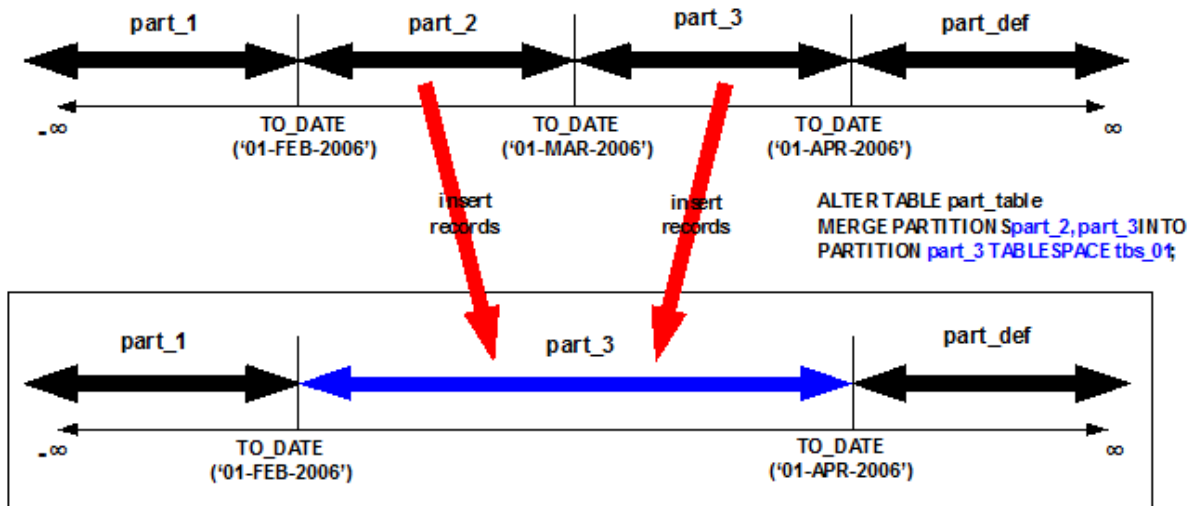 part_1 part_2 part_3 part_def
-∞ TO_DATE TO_DATE TO_DATE ∞
('01-FEB-2006') ('01-MAR-2006') ('01-APR-2006')
insert insert
records records
ALTER TABLE part_table
MERGE PARTITIONS part_2, part_3 INTO
PARTITION part_3 TABLESPACE tbs_01;
part_1 part_3 part_def
-∞ TO_DATE TO_DATE ∞
('01-FEB-2006') ('01-APR-2006')